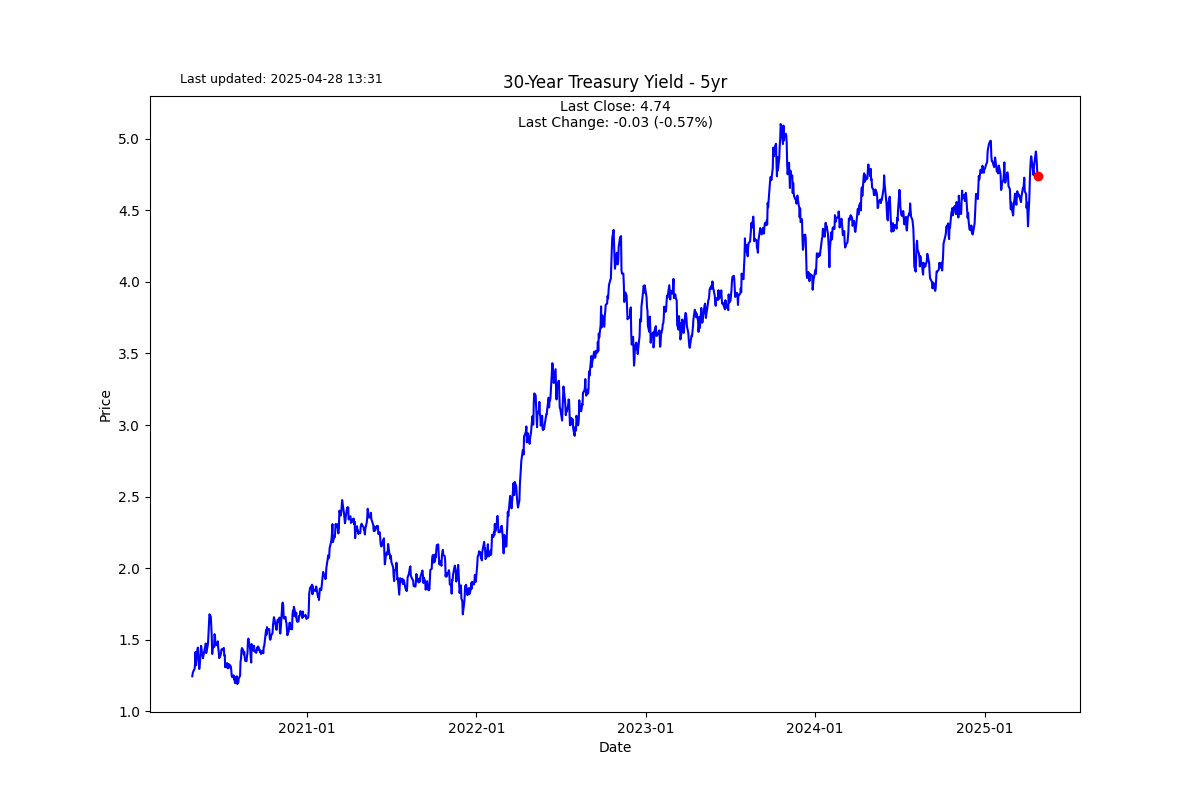 Last updated: 2025-04-28 13:31
30-Year Treasury Yield - 5yr
Last Close: 4.74
Last Change: -0.03 (-0.57%)
Price
5.0
4.5
4.0
3.5
3.0
2.5
2.0
1.5
1.0
2021-01
2022-01
2023-01
2024-01
2025-01
Date